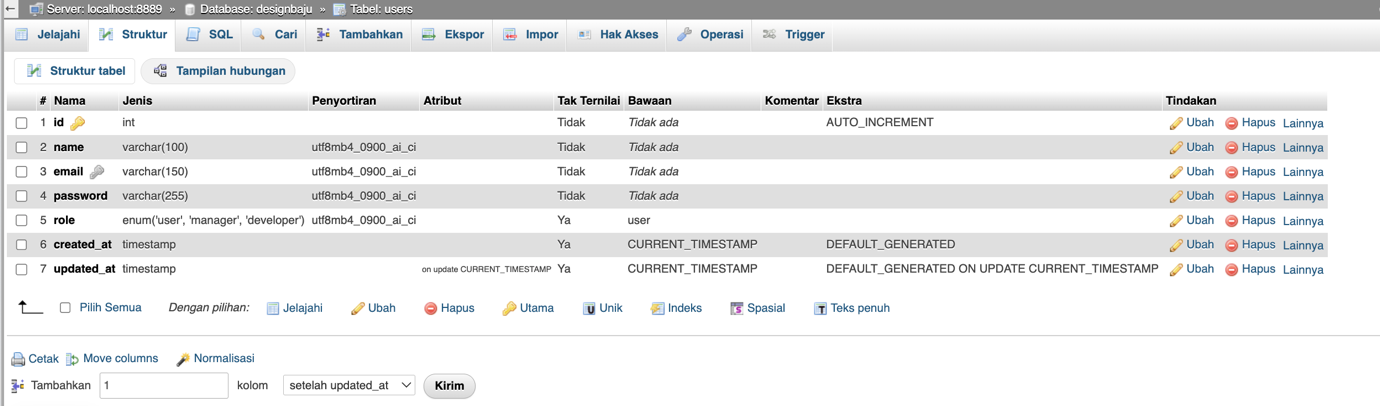 ← Server: localhost:8889 » Database: designbaju » Tabel: users
Jelajahi Struktur SQL Cari Tambahkan Ekspor Impor Hak Akses Operasi Trigger
Struktur tabel Tampilan hubungan
# Nama Jenis Penyortiran Atribut Tak Ternilai Bawaan Komentar Ekstra Tindakan
1 id int Tidak Tidak ada AUTO_INCREMENT Ubah Hapus Lainnya
2 name varchar(100) utf8mb4_0900_ai_ci Tidak Tidak ada Ubah Hapus Lainnya
3 email varchar(150) utf8mb4_0900_ai_ci Tidak Tidak ada Ubah Hapus Lainnya
4 password varchar(255) utf8mb4_0900_ai_ci Tidak Tidak ada Ubah Hapus Lainnya
5 role enum('user', 'manager', 'developer') utf8mb4_0900_ai_ci Ya user Ubah Hapus Lainnya
6 created_at timestamp Ya CURRENT_TIMESTAMP DEFAULT_GENERATED Ubah Hapus Lainnya
7 updated_at timestamp on update CURRENT_TIMESTAMP Ya CURRENT_TIMESTAMP DEFAULT_GENERATED ON UPDATE CURRENT_TIMESTAMP Ubah Hapus Lainnya
Pilih Semua Dengan pilihan: Jelajahi Ubah Hapus Utama Unik Indeks Spasial Teks penuh
Cetak Move columns Normalisasi
Tambahkan 1 kolom setelah updated_at Kirim